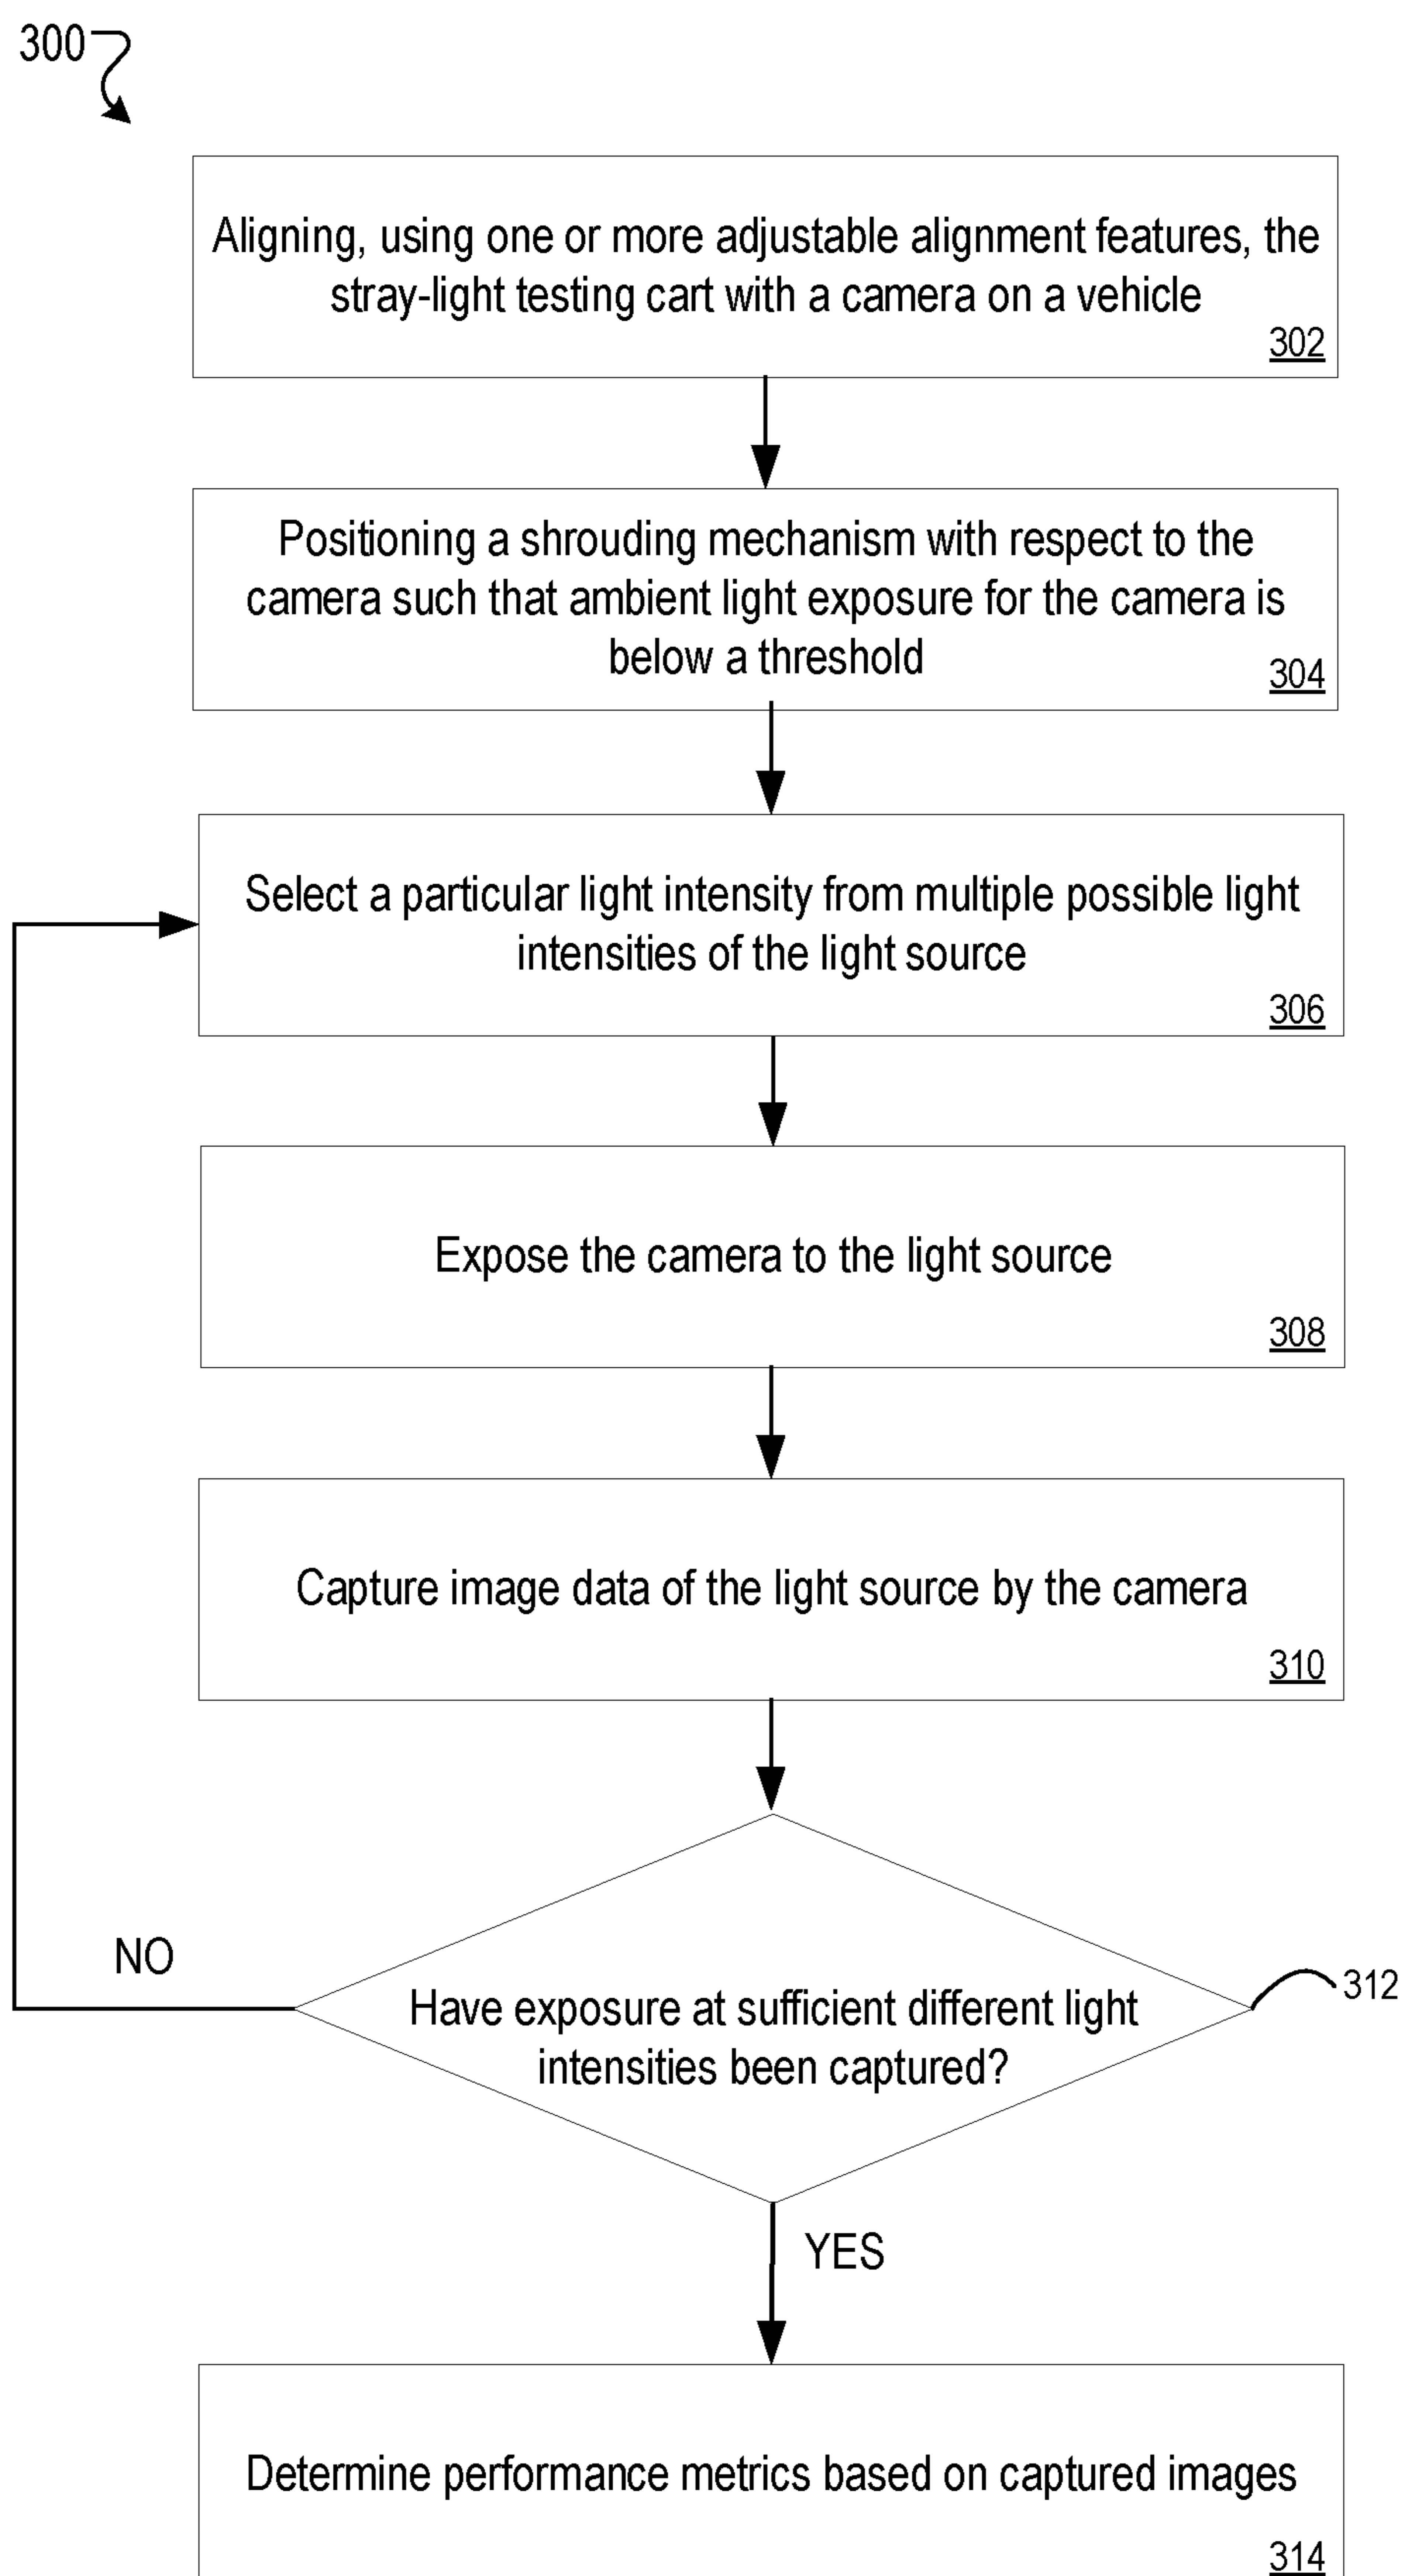 300
Aligning, using one or more adjustable alignment features, the
stray-light testing cart with a camera on a vehicle
302
Positioning a shrouding mechanism with respect to the
camera such that ambient light exposure for the camera is
below a threshold
304
Select a particular light intensity from multiple possible light
intensities of the light source
306
Expose the camera to the light source
308
Capture image data of the light source by the camera
310
NO
Have exposure at sufficient different light
intensities been captured?
312
YES
Determine performance metrics based on captured images
314